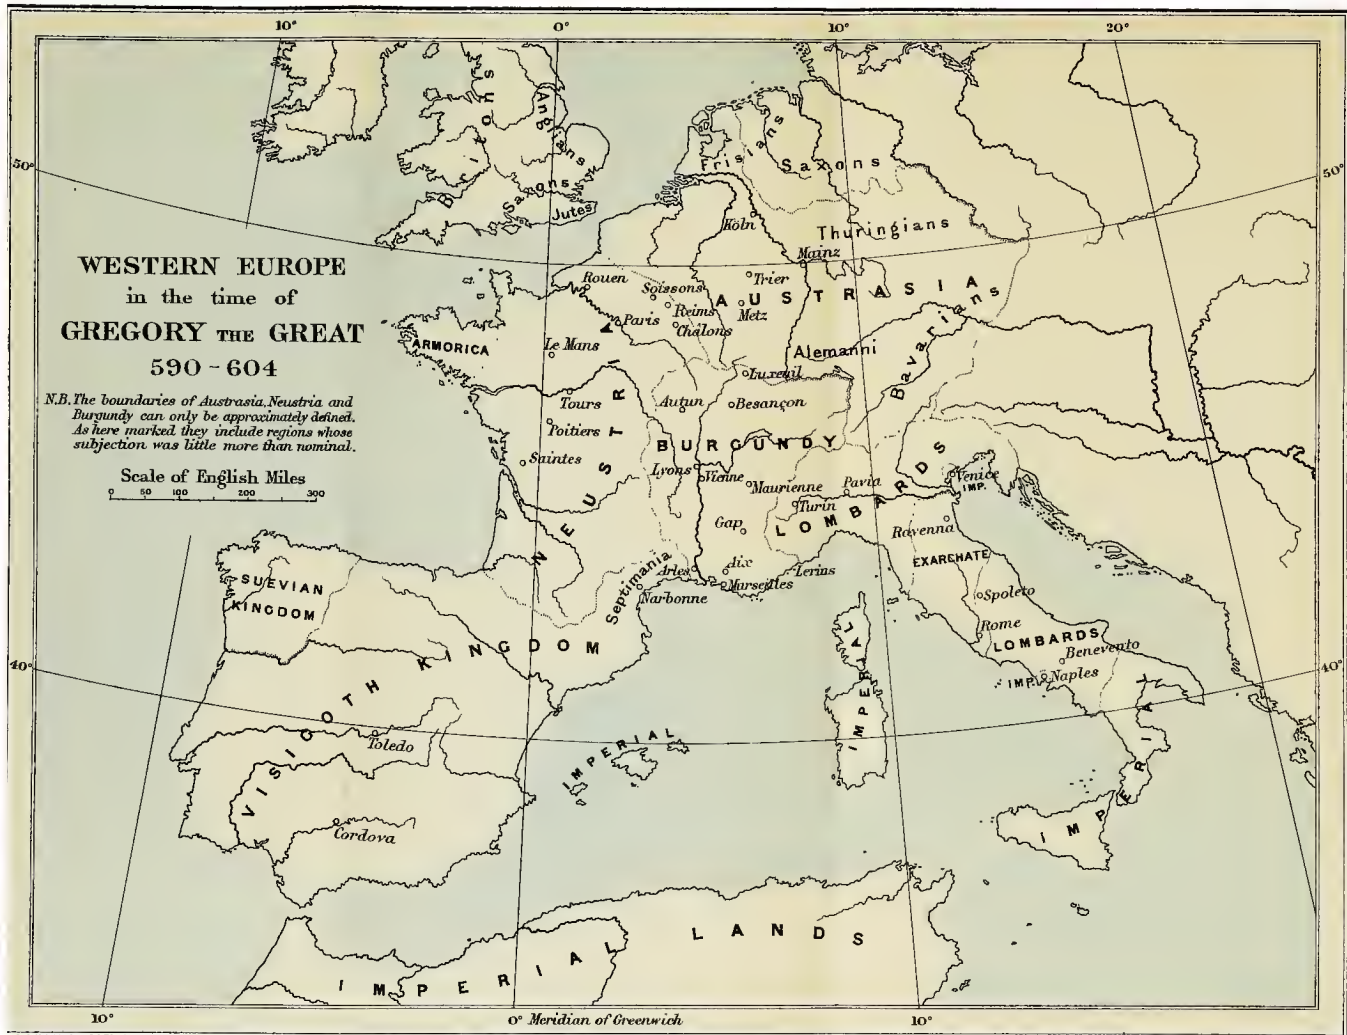 10° 0° 10° 20°
50°
50°
WESTERN EUROPE
in the time of
GREGORY THE GREAT
590 - 604
N.B. The boundaries of Austrasia, Neustria and
Burgundy can only be approximately defined.
As here marked they include regions whose
subjection was little more than nominal.
Scale of English Miles
0 50 100 200 300
Britons
Anglians
Saxons
Jutes
Frisians
Saxons
Köln
Thuringians
Mainz
Rouen
Soissons
Trier
AUSTRASIA
Reims
Metz
Paris
Châlons
ARMORICA
Le Mans
Alemanni
Bavarians
Luxeuil
NEUSTRIA
Tours
Autun
Besançon
Poitiers
BURGUNDY
Saintes
Lyons
Vienne
Maurienne
Pavia
Venice
IMP.
Turin
LOMBARDS
Gap
Ravenna
EXARCHATE
Aix
Arles
Lerins
Marseilles
Septimania
Narbonne
SUEVIAN
KINGDOM
Spoleto
Rome
LOMBARDS
Benevento
IMP.
Naples
40°
40°
VISIGOTH KINGDOM
Toledo
Cordova
IMPERIAL
IMPERIAL
IMPERIAL
IMPERIAL LANDS
10° 0° Meridian of Greenwich 10°